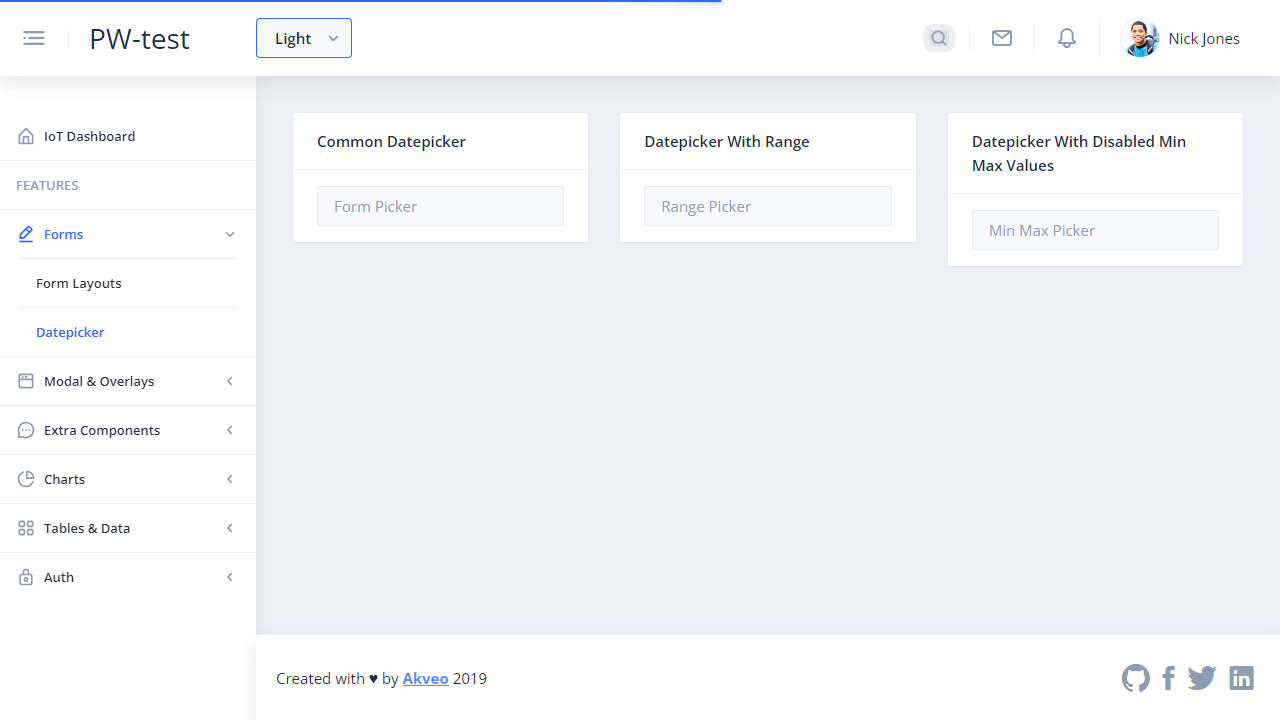 PW-test
Light
Nick Jones
IoT Dashboard
FEATURES
Forms
Form Layouts
Datepicker
Modal & Overlays
Extra Components
Charts
Tables & Data
Auth
Common Datepicker
Form Picker
Datepicker With Range
Range Picker
Datepicker With Disabled Min
Max Values
Min Max Picker
Created with ♥ by Akveo 2019